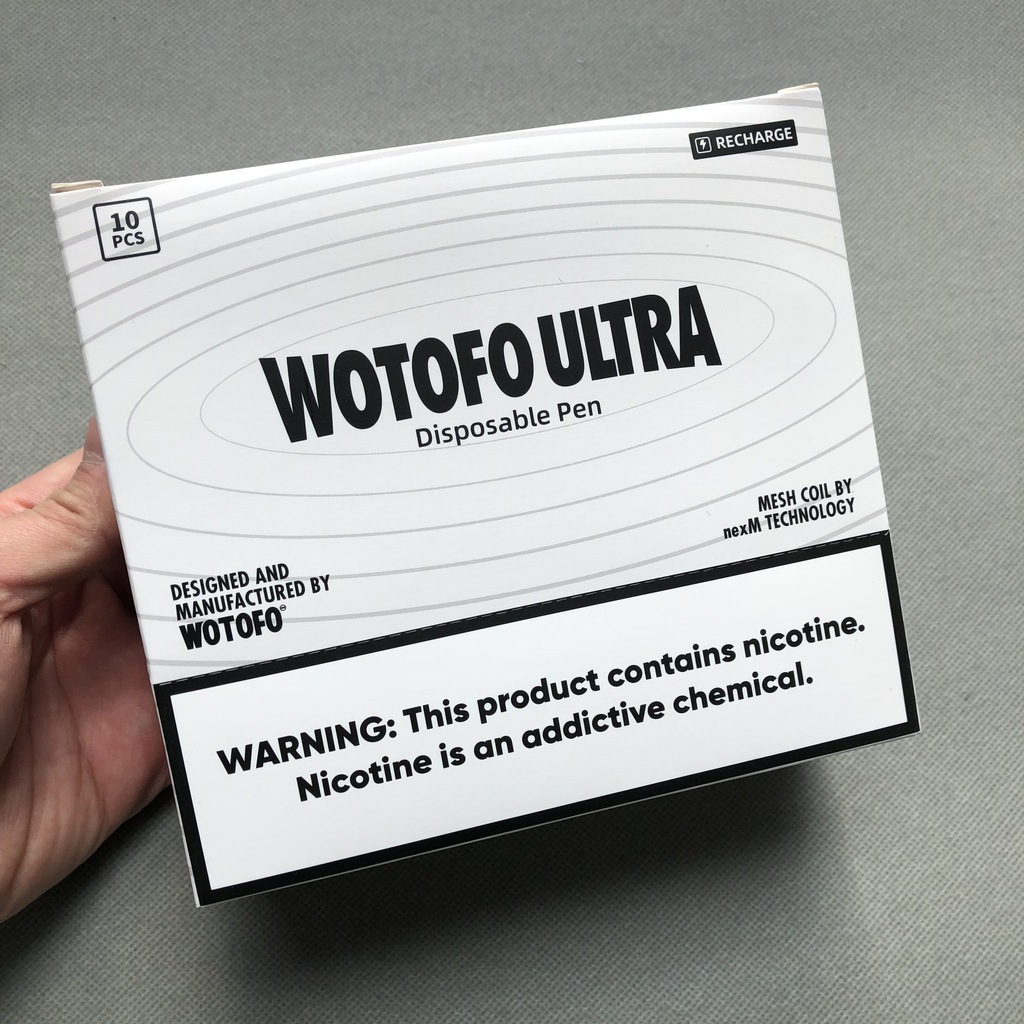 RECHARGE
10
PCS
WOTOFO ULTRA
Disposable Pen
MESH COIL BY
nexM TECHNOLOGY
DESIGNED AND
MANUFACTURED BY
WOTOFO
WARNING: This product contains nicotine.
Nicotine is an addictive chemical.